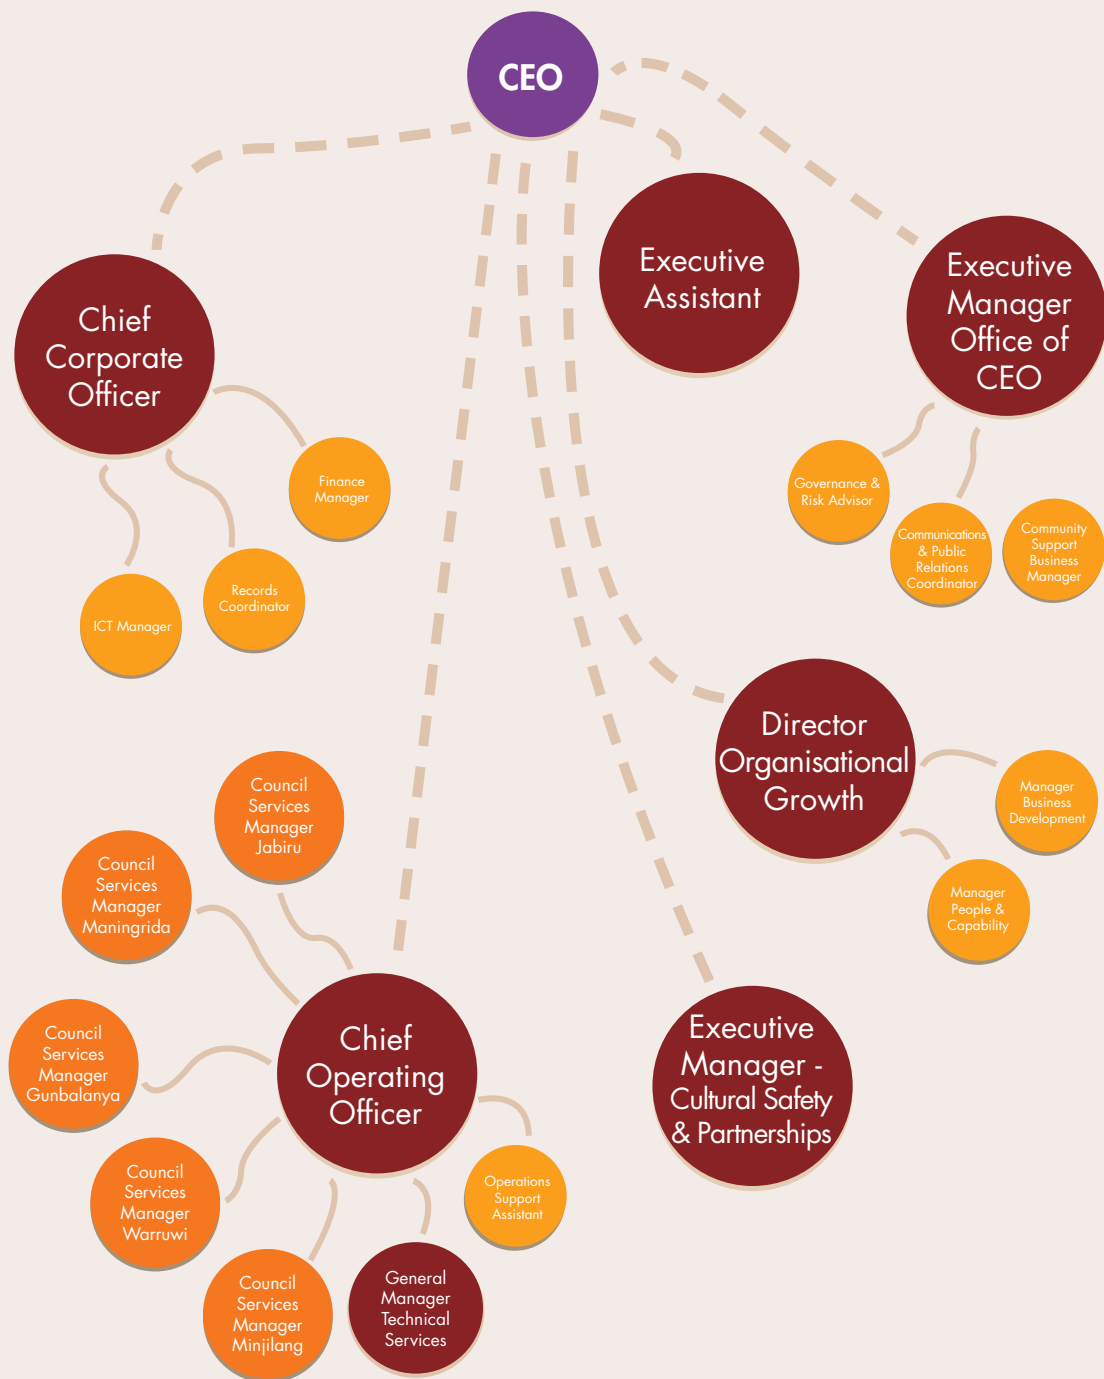 CEO
Executive
Assistant
Executive
Manager
Office of
CEO
Chief
Corporate
Officer
Finance
Manager
Governance &
Risk Advisor
Communications
& Public
Relations
Coordinator
Community
Support
Business
Manager
Records
Coordinator
ICT Manager
Director
Organisational
Growth
Manager
Business
Development
Manager
People &
Capability
Council
Services
Manager
Jabiru
Council
Services
Manager
Maningrida
Council
Services
Manager
Gunbalanya
Chief
Operating
Officer
Executive
Manager -
Cultural Safety
& Partnerships
Council
Services
Manager
Warruwi
Operations
Support
Assistant
Council
Services
Manager
Minjilang
General
Manager
Technical
Services